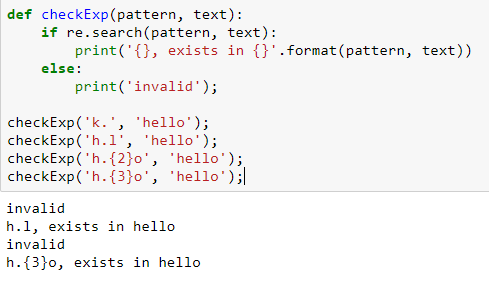 def checkExp(pattern, text):
    if re.search(pattern, text):
        print('{}, exists in {}'.format(pattern, text))
    else:
        print('invalid');
checkExp('k.', 'hello');
checkExp('h.l', 'hello');
checkExp('h.{2}o', 'hello');
checkExp('h.{3}o', 'hello');
invalid
h.l, exists in hello
invalid
h.{3}o, exists in hello